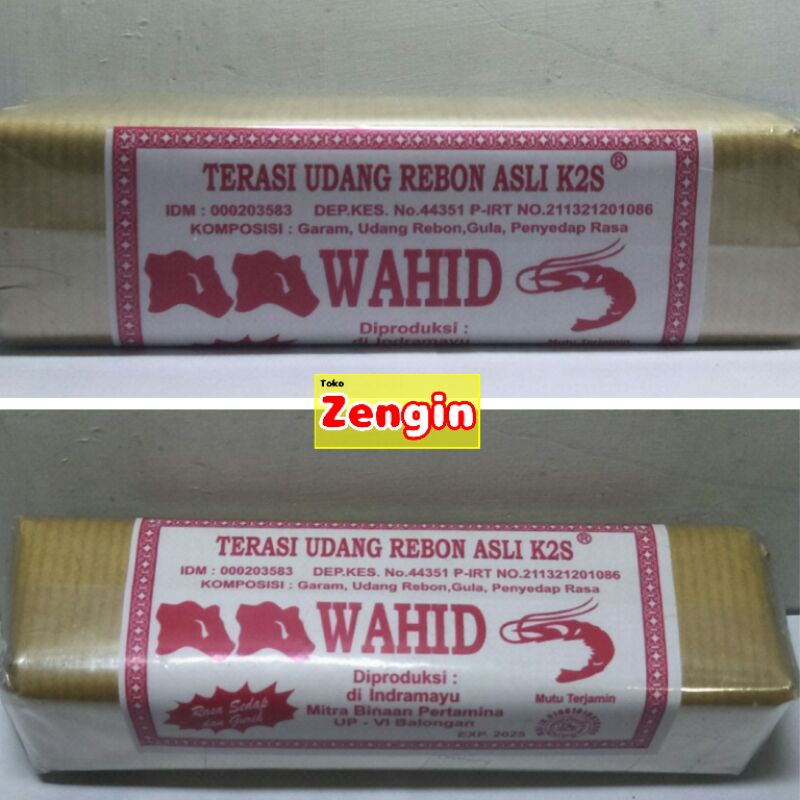 TERASI UDANG REBON ASLI K2S®
IDM : 000203583 DEP.KES. No.44351 P-IRT NO.211321201086
KOMPOSISI : Garam, Udang Rebon,Gula, Penyedap Rasa
WAHID
Diproduksi :
di Indramayu
Mutu Terjamin
Toko
Zengin
TERASI UDANG REBON ASLI K2S®
IDM : 000203583 DEP.KES. No.44351 P-IRT NO.211321201086
KOMPOSISI : Garam, Udang Rebon,Gula, Penyedap Rasa
WAHID
Diproduksi :
di Indramayu
Mitra Binaan Pertamina
UP - VI Balongan
EXP. 2025
Rasa Sedap
dan Gurih
Mutu Terjamin